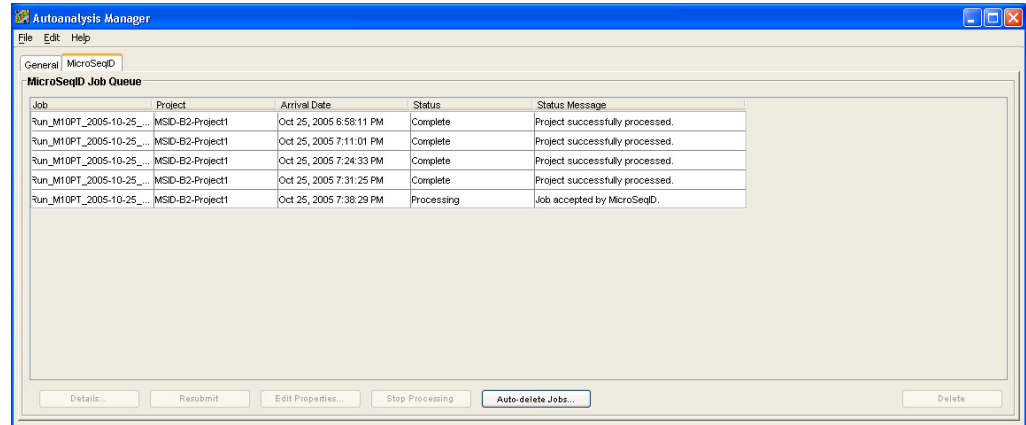 Autoanalysis Manager
File Edit Help
General MicroSeqID
MicroSeqID Job Queue
Job Project Arrival Date Status Status Message
Run_M10PT_2005-10-25_... MSID-B2-Project1 Oct 25, 2005 6:58:11 PM Complete Project successfully processed.
Run_M10PT_2005-10-25_... MSID-B2-Project1 Oct 25, 2005 7:11:01 PM Complete Project successfully processed.
Run_M10PT_2005-10-25_... MSID-B2-Project1 Oct 25, 2005 7:24:33 PM Complete Project successfully processed.
Run_M10PT_2005-10-25_... MSID-B2-Project1 Oct 25, 2005 7:31:25 PM Complete Project successfully processed.
Run_M10PT_2005-10-25_... MSID-B2-Project1 Oct 25, 2005 7:38:29 PM Processing Job accepted by MicroSeqID.
Details... Resubmit Edit Properties... Stop Processing Auto-delete Jobs... Delete